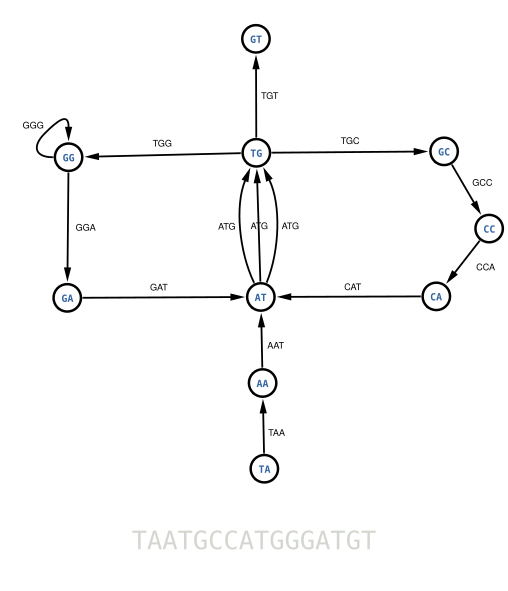 GT
TGT
GGG
TGG
TG
TGC
GC
GG
GCC
GGA
ATG
ATG
ATG
CC
CCA
GA
GAT
AT
CAT
CA
AAT
AA
TAA
TA
TAATGCCATGGGATGT